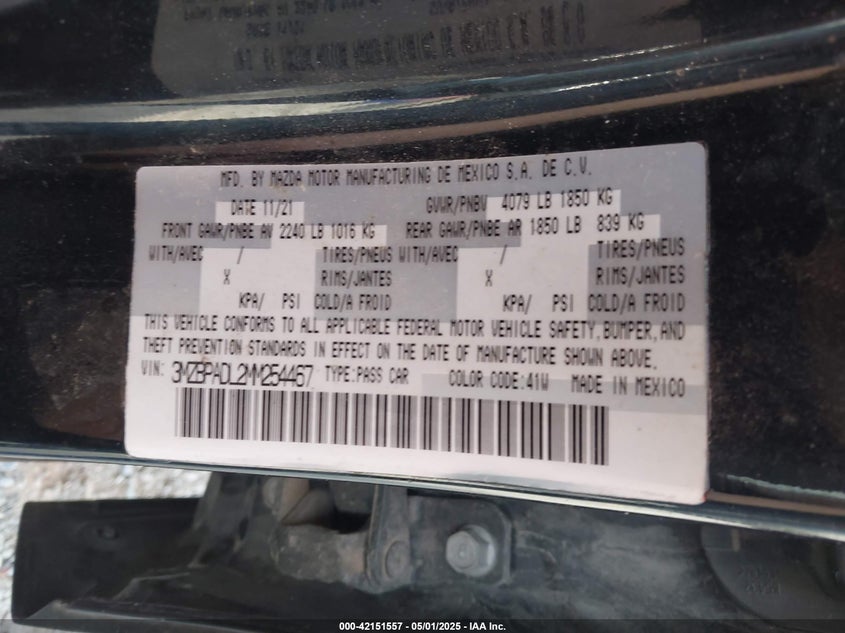 MFD. BY MAZDA MOTOR MANUFACTURING DE MEXICO S.A. DE C.V.
DATE 11/21 GVWR/PNBV 4079 LB 1850 KG
FRONT GAWR/PNBE AV 2240 LB 1016 KG REAR GAWR/PNBE AR 1850 LB 839 KG
WITH/AVEC / TIRES/PNEUS WITH/AVEC / TIRES/PNEUS
X RIMS/JANTES X RIMS/JANTES
KPA/ PSI COLD/A FROID KPA/ PSI COLD/A FROID
THIS VEHICLE CONFORMS TO ALL APPLICABLE FEDERAL MOTOR VEHICLE SAFETY, BUMPER, AND
THEFT PREVENTION STANDARDS IN EFFECT ON THE DATE OF MANUFACTURE SHOWN ABOVE.
VIN: 3MZBPADL2MM254467 TYPE:PASS CAR COLOR CODE:41W MADE IN MEXICO
000-42151557 - 05/01/2025 - IAA Inc.